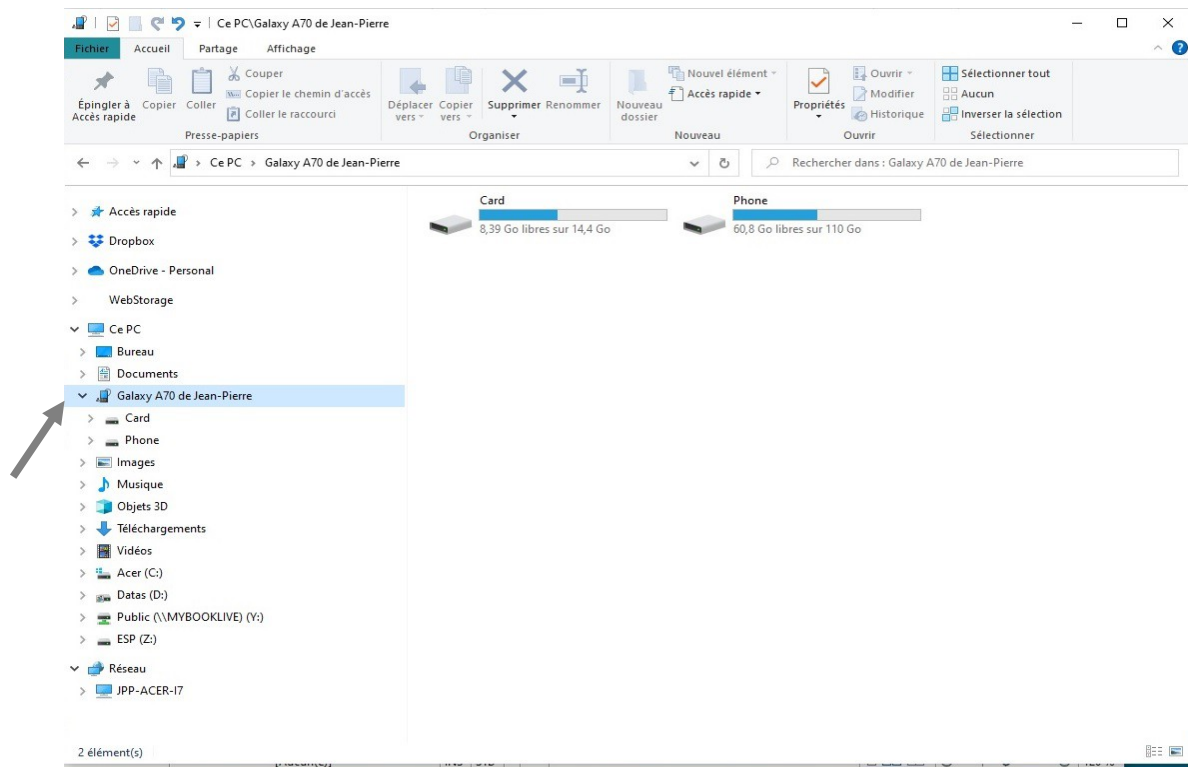 Ce PC\Galaxy A70 de Jean-Pierre
Fichier Accueil Partage Affichage
Épingler à Accès rapide
Copier
Coller
Couper
Copier le chemin d'accès
Coller le raccourci
Presse-papiers
Déplacer vers
Copier vers
Supprimer
Renommer
Organiser
Nouveau dossier
Nouvel élément
Accès rapide
Nouveau
Propriétés
Ouvrir
Modifier
Historique
Ouvrir
Sélectionner tout
Aucun
Inverser la sélection
Sélectionner
Ce PC > Galaxy A70 de Jean-Pierre
Rechercher dans : Galaxy A70 de Jean-Pierre
Accès rapide
Dropbox
OneDrive - Personal
WebStorage
Ce PC
Bureau
Documents
Galaxy A70 de Jean-Pierre
Card
Phone
Images
Musique
Objets 3D
Téléchargements
Vidéos
Acer (C:)
Datas (D:)
Public (\\MYBOOKLIVE) (Y:)
ESP (Z:)
Réseau
JPP-ACER-I7
Card
8,39 Go libres sur 14,4 Go
Phone
60,8 Go libres sur 110 Go
2 élément(s)